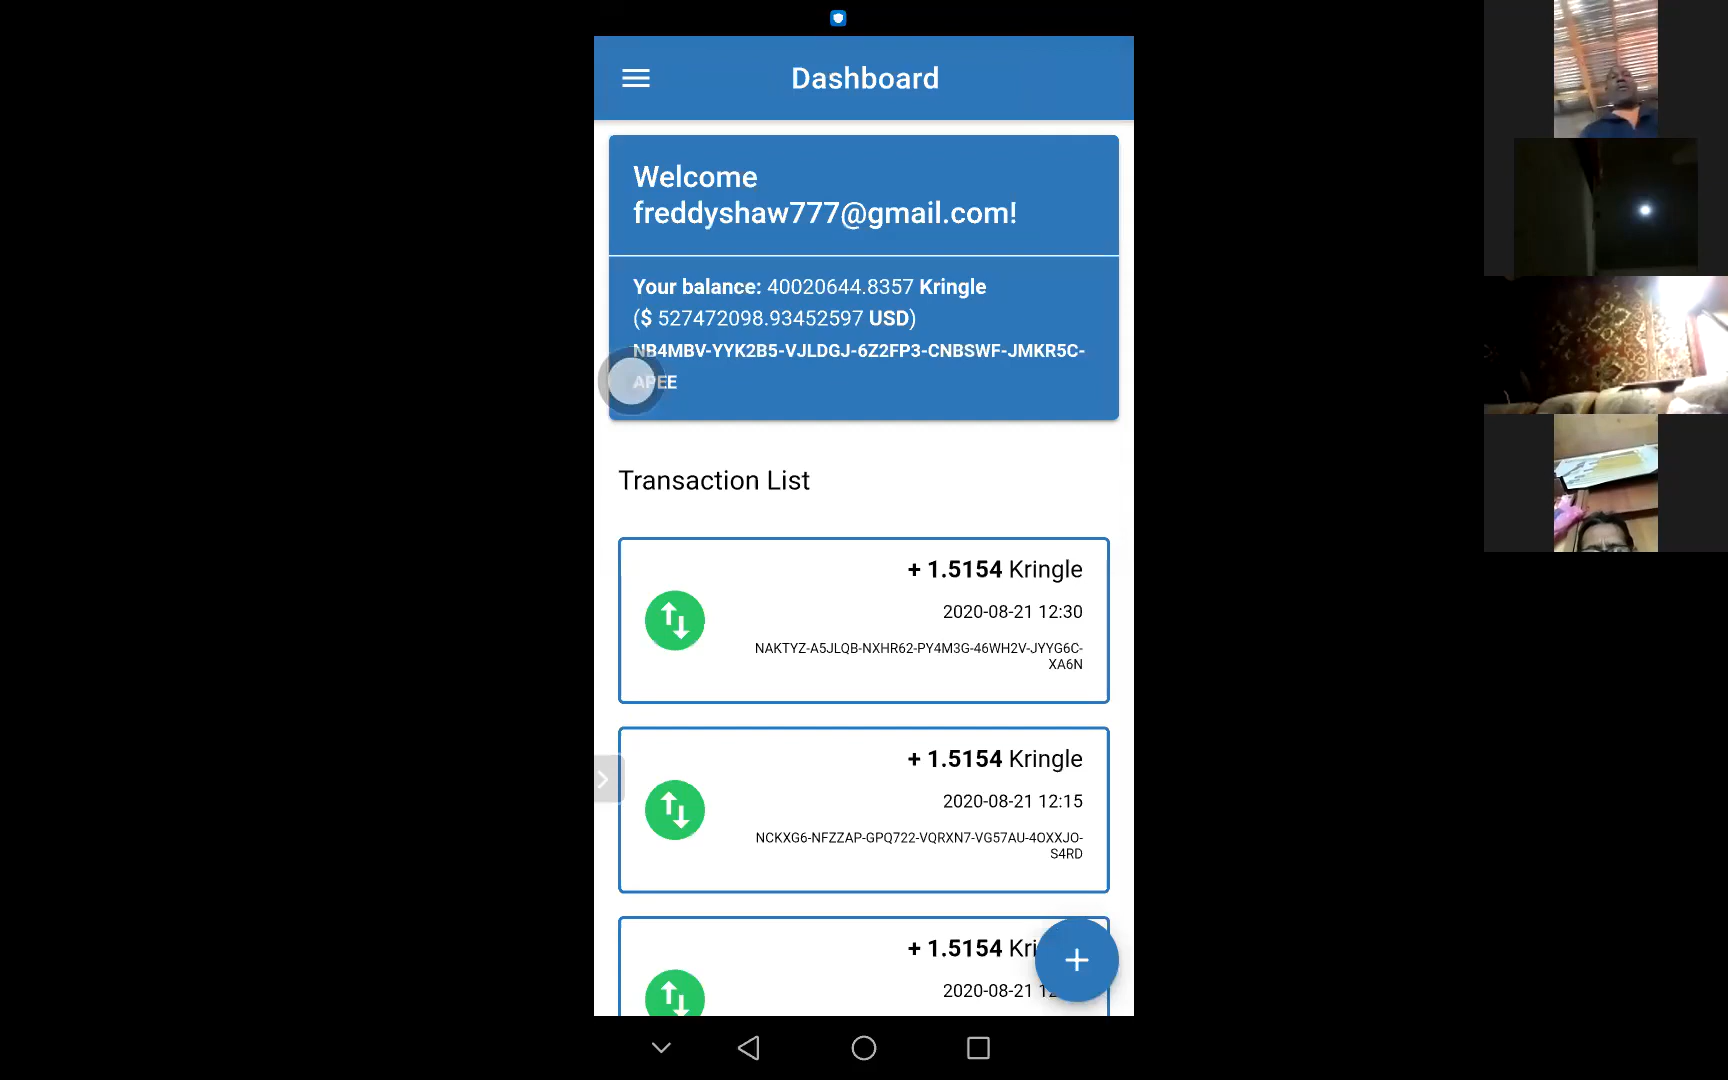 Dashboard
Welcome
freddyshaw777@gmail.com!
Your balance: 40020644.8357 Kringle
($ 527472098.93452597 USD)
NB4MBV-YYK2B5-VJLDGJ-6Z2FP3-CNBSWF-JMKR5C-
APEE
Transaction List
+ 1.5154 Kringle
2020-08-21 12:30
NAKTYZ-A5JLQB-NXHR62-PY4M3G-46WH2V-JYYG6C-
XA6N
+ 1.5154 Kringle
2020-08-21 12:15
NCKXG6-NFZZAP-GPQ722-VQRXN7-VG57AU-4OXXJO-
S4RD
+ 1.5154
2020-08-21